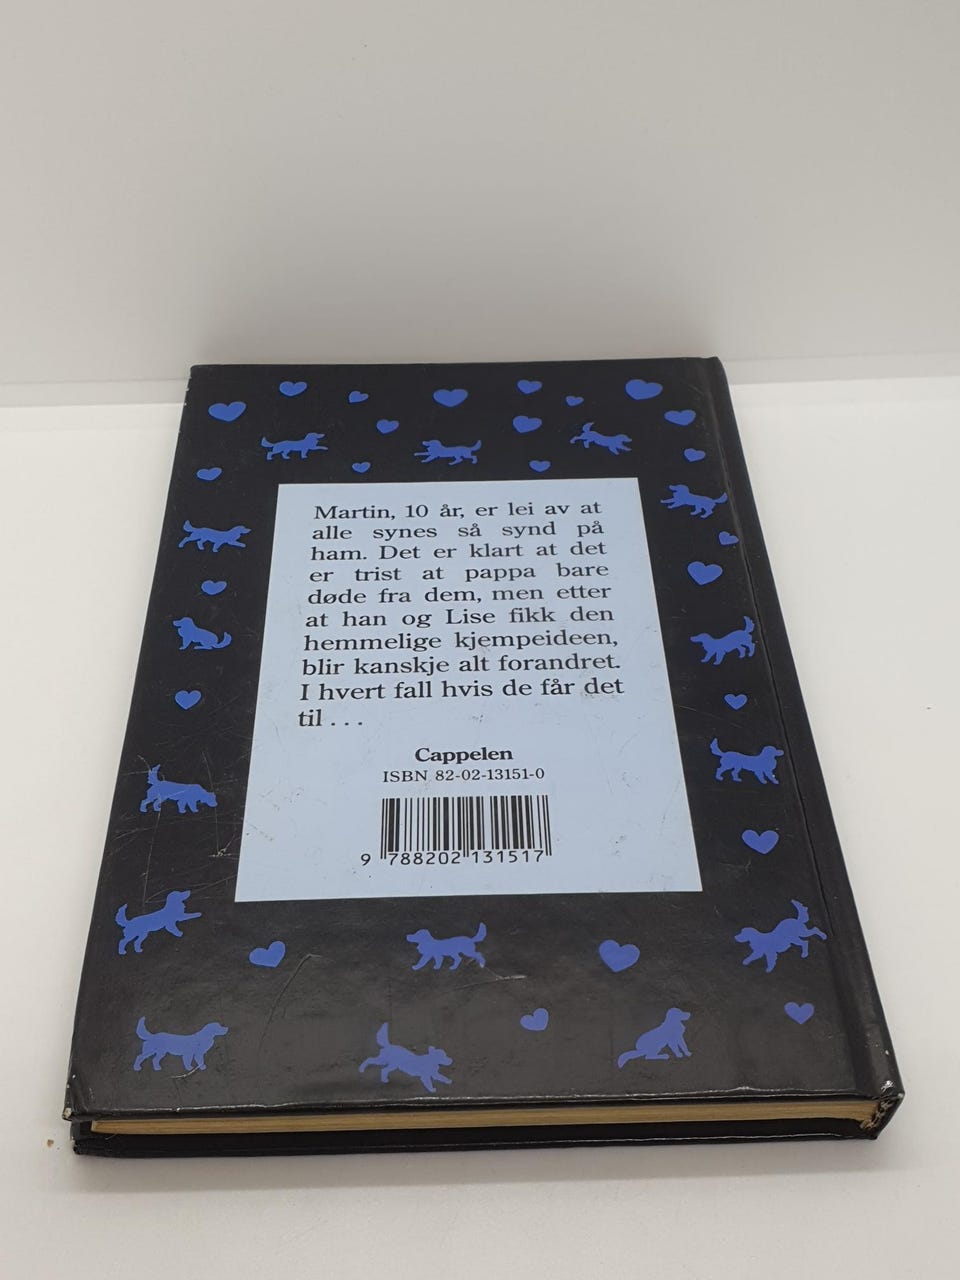 Martin, 10 år, er lei av at
alle synes så synd på
ham. Det er klart at det
er trist at pappa bare
døde fra dem, men etter
at han og Lise fikk den
hemmelige kjempeideen,
blir kanskje alt forandret.
I hvert fall hvis de får det
til . . .
Cappelen
ISBN 82-02-13151-0
9 788202 131517